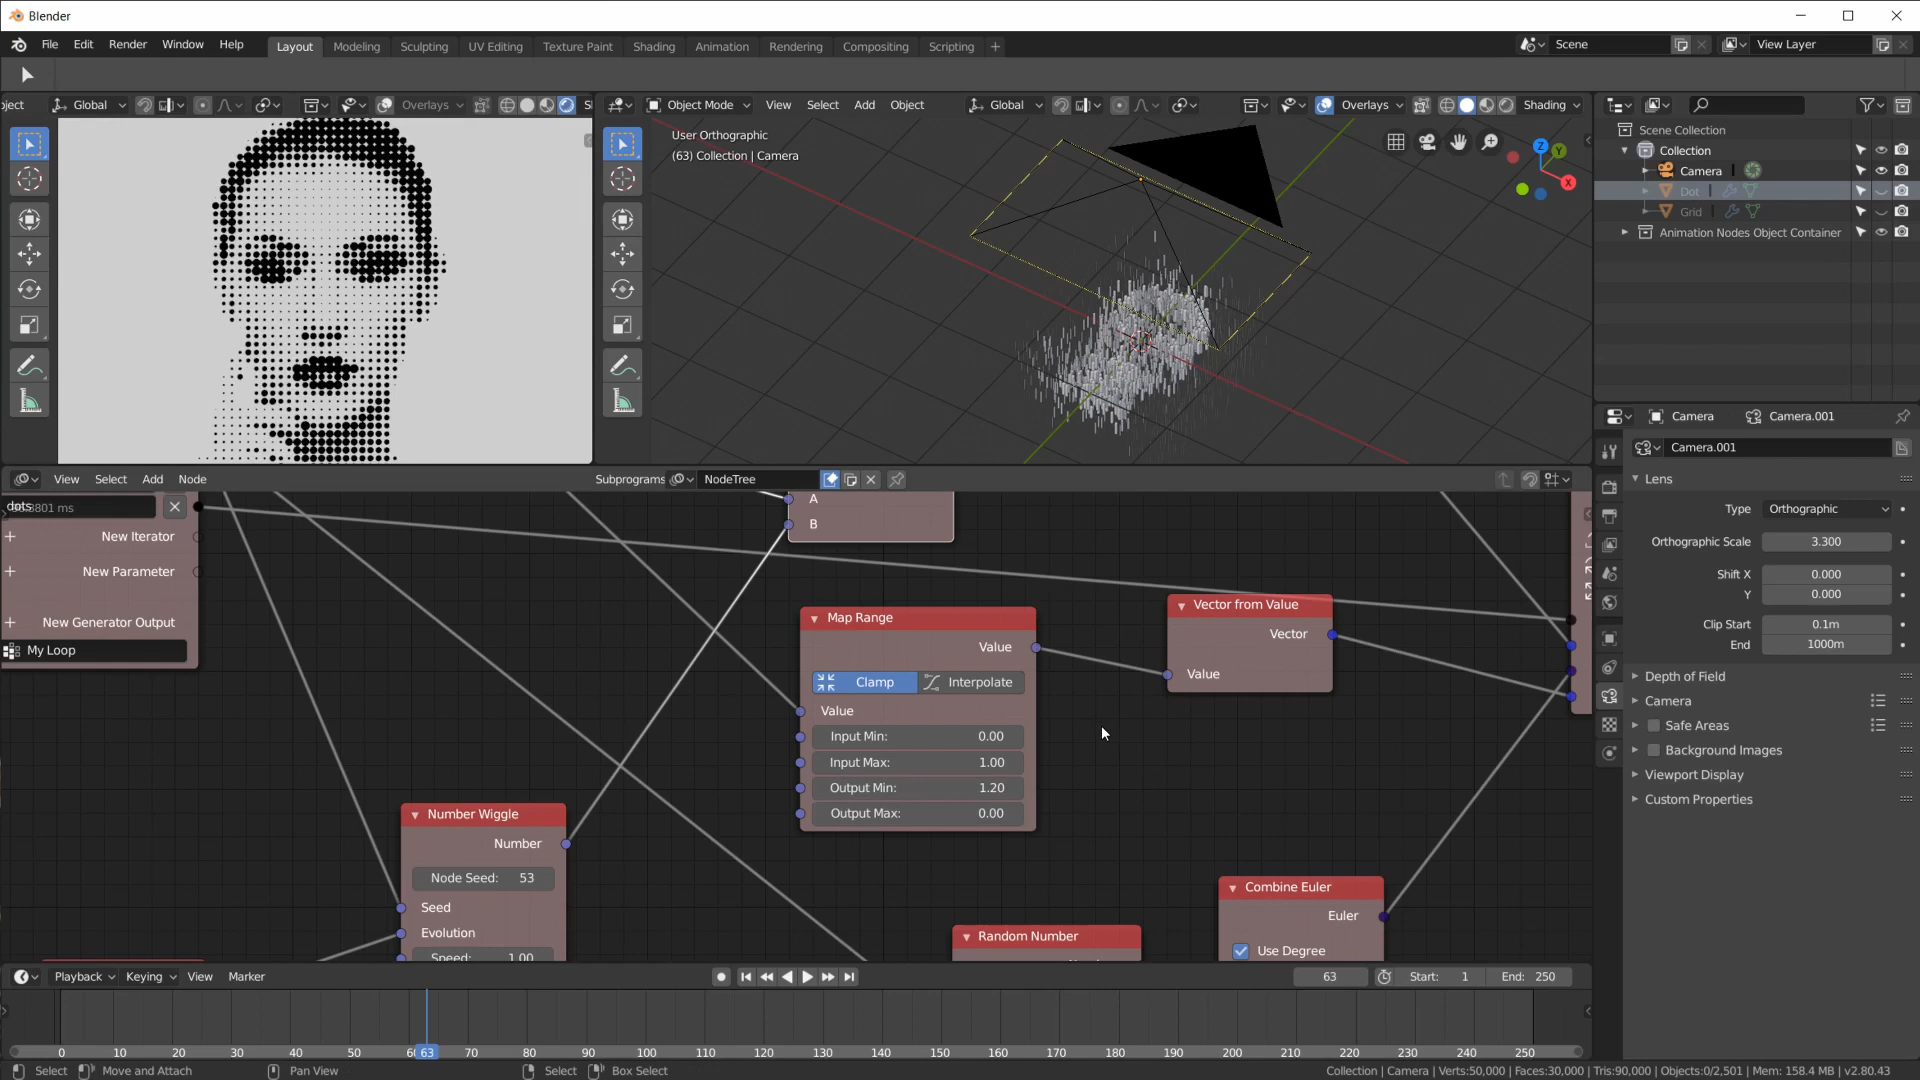 Blender
File Edit Render Window Help
Layout Modeling Sculpting UV Editing Texture Paint Shading Animation Rendering Compositing Scripting +
Scene
View Layer
Global
Overlays
Object Mode View Select Add Object
Global
Overlays
Shading
User Orthographic
(63) Collection | Camera
Z
Y
X
Scene Collection
Collection
Camera
Dot
Grid
Animation Nodes Object Container
Camera
Camera.001
Camera.001
Lens
Type Orthographic
Orthographic Scale 3.300
Shift X 0.000
Y 0.000
Clip Start 0.1m
End 1000m
Depth of Field
Camera
Safe Areas
Background Images
Viewport Display
Custom Properties
View Select Add Node
Subprograms
NodeTree
dots
New Iterator
New Parameter
New Generator Output
My Loop
A
B
Map Range
Value
Clamp Interpolate
Value
Input Min: 0.00
Input Max: 1.00
Output Min: 1.20
Output Max: 0.00
Vector from Value
Vector
Value
Number Wiggle
Number
Node Seed: 53
Seed
Evolution
Speed: 1.00
Random Number
Combine Euler
Euler
Use Degree
Playback Keying View Marker
63
Start: 1
End: 250
0 10 20 30 40 50 63 70 80 90 100 110 120 130 140 150 160 170 180 190 200 210 220 230 240 250
Select Move and Attach Pan View Select Box Select
Collection | Camera | Verts:50,000 | Faces:30,000 | Tris:90,000 | Objects:0/2,501 | Mem: 158.4 MB | v2.80.43